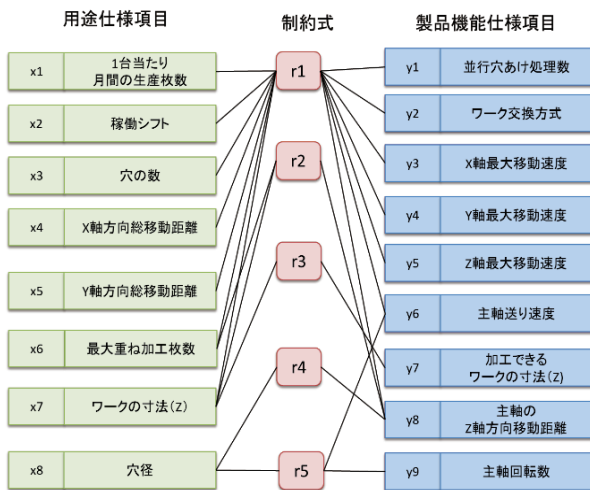 用途仕様項目
制約式
製品機能仕様項目
x1
1台当たり
月間の生産枚数
x2
稼働シフト
x3
穴の数
x4
X軸方向総移動距離
x5
Y軸方向総移動距離
x6
最大重ね加工枚数
x7
ワークの寸法(Z)
x8
穴径
r1
r2
r3
r4
r5
y1
並行穴あけ処理数
y2
ワーク交換方式
y3
X軸最大移動速度
y4
Y軸最大移動速度
y5
Z軸最大移動速度
y6
主軸送り速度
y7
加工できる
ワークの寸法(Z)
y8
主軸の
Z軸方向移動距離
y9
主軸回転数